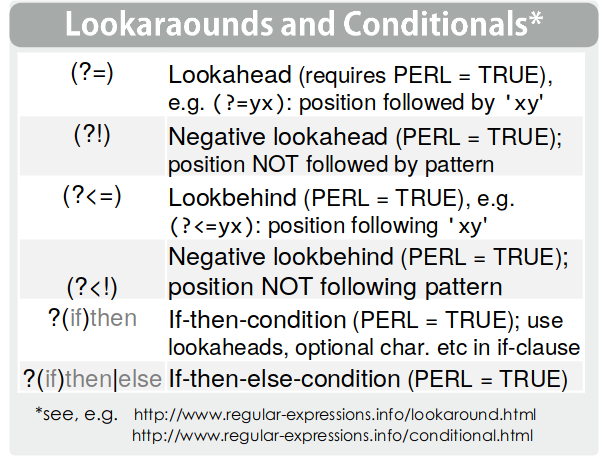 Lookaraounds and Conditionals*
(?=) Lookahead (requires PERL = TRUE),
e.g. (?=yx): position followed by 'xy'
(?!) Negative lookahead (PERL = TRUE);
position NOT followed by pattern
(?<=) Lookbehind (PERL = TRUE), e.g.
(?<=yx): position following 'xy'
Negative lookbehind (PERL = TRUE);
(?<!) position NOT following pattern
?(if)then If-then-condition (PERL = TRUE); use
lookaheads, optional char. etc in if-clause
?(if)then|else If-then-else-condition (PERL = TRUE)
*see, e.g. http://www.regular-expressions.info/lookaround.html
http://www.regular-expressions.info/conditional.html